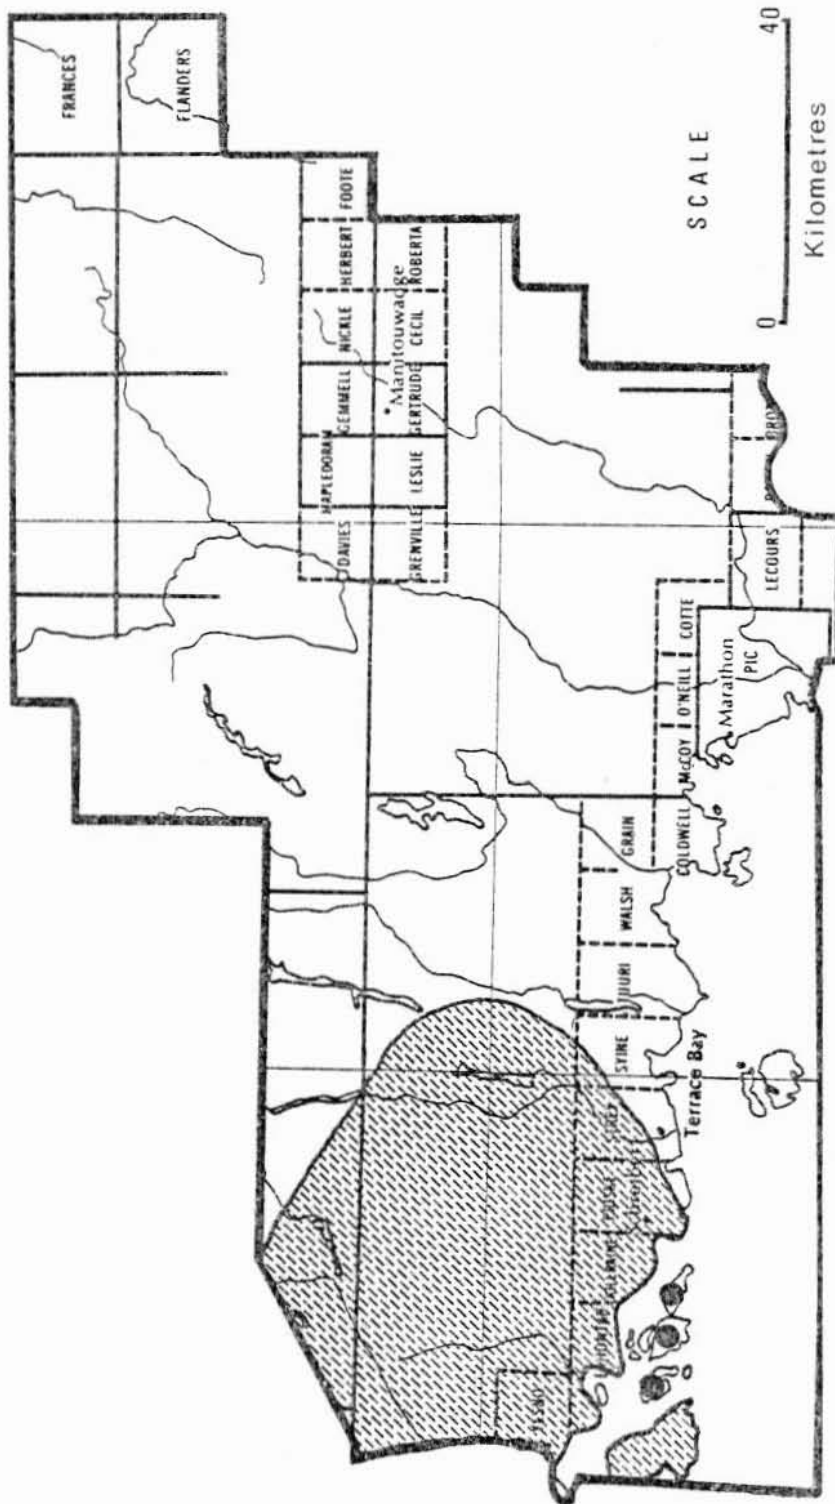 FRANCES
FLANDERS
FOOTE
HERBERT
NICKLE
GEMMELL
MAPLEDORAM
DAVIES
ROBERTA
CECIL
Manitouwadge
GERTRUDE
LESLIE
GRENVILLE
LECOURS
COTTE
O'NEILL
McCOY
PIC
Marathon
COLDWELL
GRAIN
WALSH
TUURI
SYINE
Terrace Bay
SCALE
0 40
Kilometres